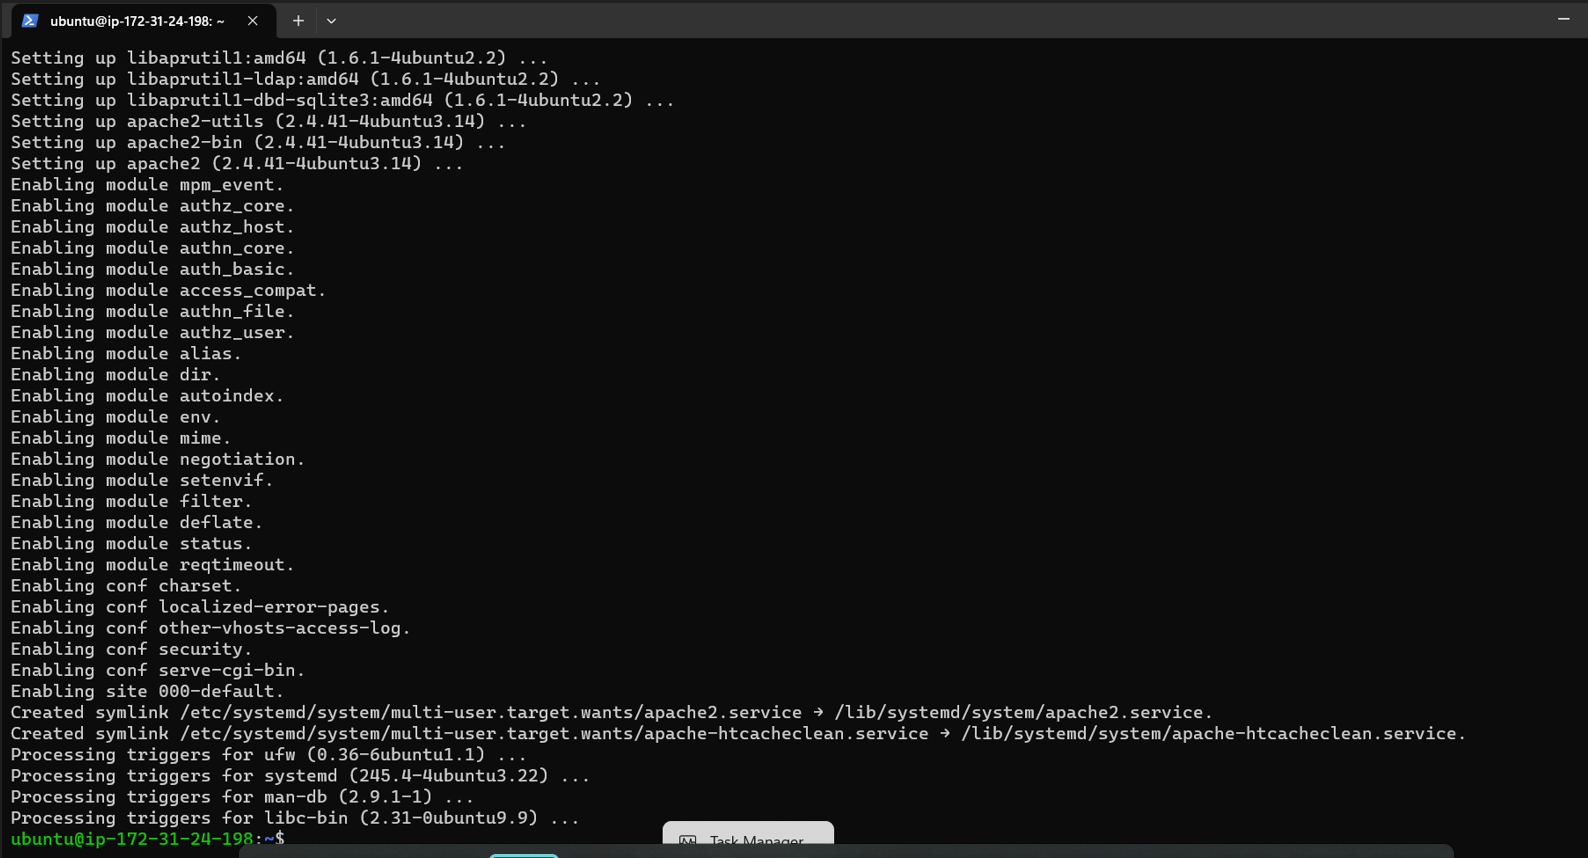 ubuntu@ip-172-31-24-198: ~
Setting up libaprutil1:amd64 (1.6.1-4ubuntu2.2) ...
Setting up libaprutil1-ldap:amd64 (1.6.1-4ubuntu2.2) ...
Setting up libaprutil1-dbd-sqlite3:amd64 (1.6.1-4ubuntu2.2) ...
Setting up apache2-utils (2.4.41-4ubuntu3.14) ...
Setting up apache2-bin (2.4.41-4ubuntu3.14) ...
Setting up apache2 (2.4.41-4ubuntu3.14) ...
Enabling module mpm_event.
Enabling module authz_core.
Enabling module authz_host.
Enabling module authn_core.
Enabling module auth_basic.
Enabling module access_compat.
Enabling module authn_file.
Enabling module authz_user.
Enabling module alias.
Enabling module dir.
Enabling module autoindex.
Enabling module env.
Enabling module mime.
Enabling module negotiation.
Enabling module setenvif.
Enabling module filter.
Enabling module deflate.
Enabling module status.
Enabling module reqtimeout.
Enabling conf charset.
Enabling conf localized-error-pages.
Enabling conf other-vhosts-access-log.
Enabling conf security.
Enabling conf serve-cgi-bin.
Enabling site 000-default.
Created symlink /etc/systemd/system/multi-user.target.wants/apache2.service → /lib/systemd/system/apache2.service.
Created symlink /etc/systemd/system/multi-user.target.wants/apache-htcacheclean.service → /lib/systemd/system/apache-htcacheclean.service.
Processing triggers for ufw (0.36-6ubuntu1.1) ...
Processing triggers for systemd (245.4-4ubuntu3.22) ...
Processing triggers for man-db (2.9.1-1) ...
Processing triggers for libc-bin (2.31-0ubuntu9.9) ...
ubuntu@ip-172-31-24-198:~$
Task Manager